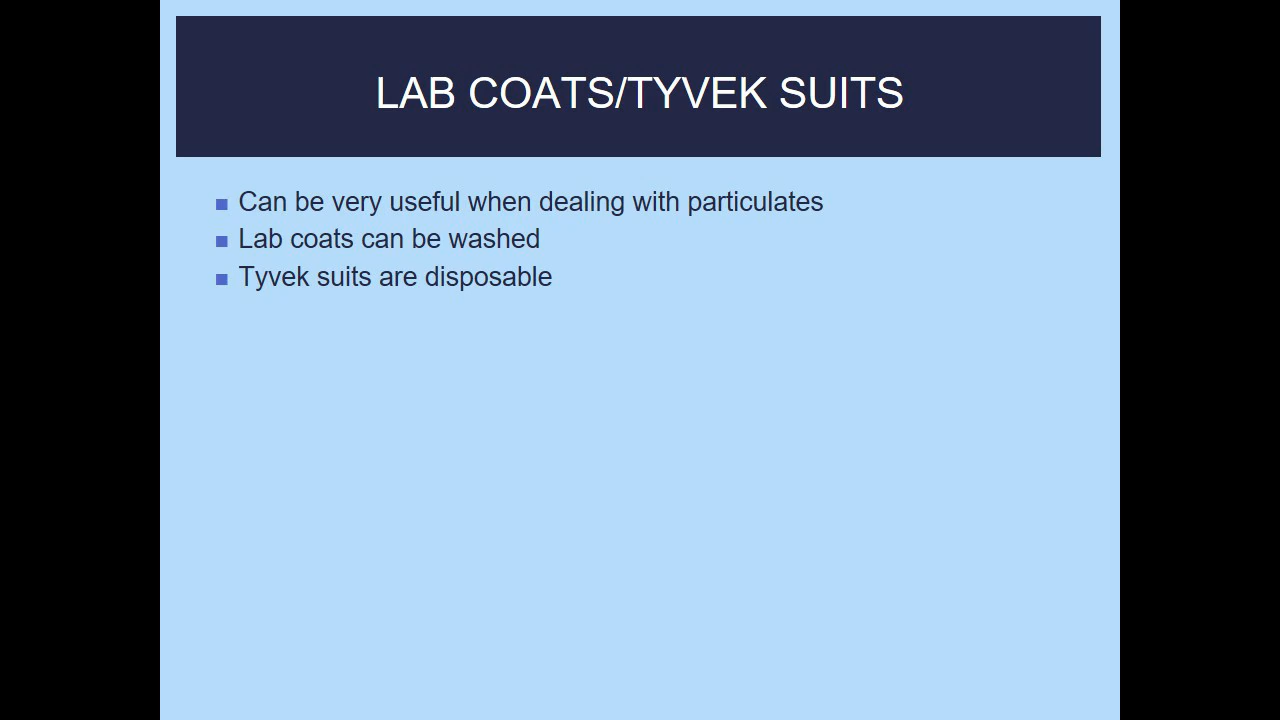 LAB COATS/TYVEK SUITS
Can be very useful when dealing with particulates
Lab coats can be washed
Tyvek suits are disposable